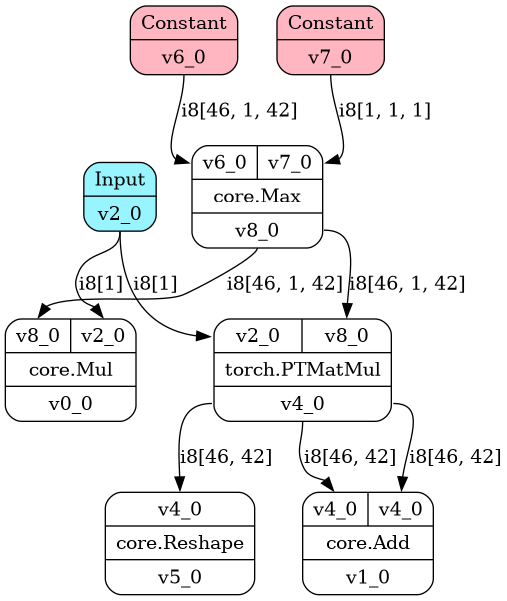 Constant
v6_0
Constant
v7_0
i8[46, 1, 42]
i8[1, 1, 1]
Input
v2_0
v6_0 v7_0
core.Max
v8_0
i8[1]
i8[1]
i8[46, 1, 42]
i8[46, 1, 42]
v8_0 v2_0
core.Mul
v0_0
v2_0 v8_0
torch.PTMatMul
v4_0
i8[46, 42]
i8[46, 42]
i8[46, 42]
v4_0
core.Reshape
v5_0
v4_0 v4_0
core.Add
v1_0